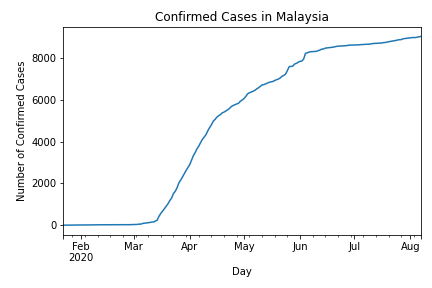 Confirmed Cases in Malaysia
Number of Confirmed Cases
8000
6000
4000
2000
0
Feb Mar Apr May Jun Jul Aug
2020
Day